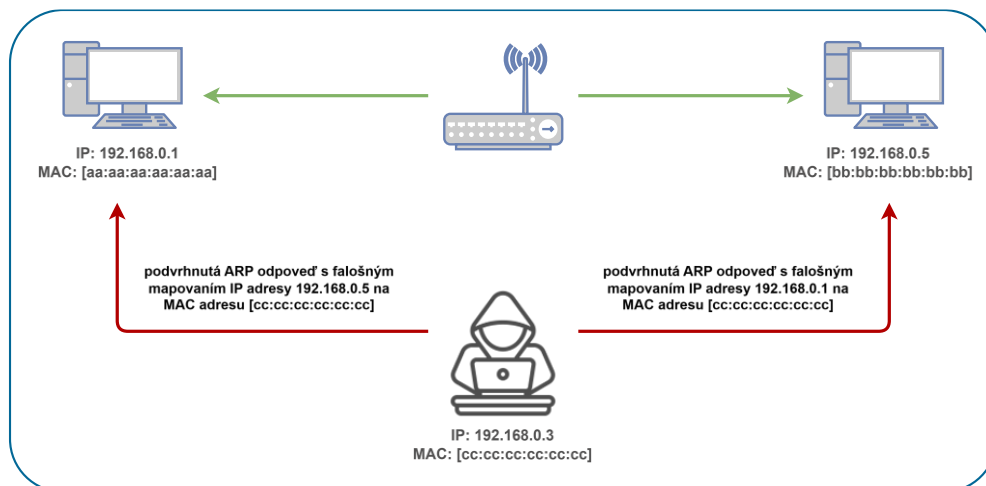 IP: 192.168.0.1
MAC: [aa:aa:aa:aa:aa:aa]
IP: 192.168.0.5
MAC: [bb:bb:bb:bb:bb:bb]
podvrhnutá ARP odpoveď s falošným
mapovaním IP adresy 192.168.0.5 na
MAC adresu [cc:cc:cc:cc:cc:cc]
podvrhnutá ARP odpoveď s falošným
mapovaním IP adresy 192.168.0.1 na
MAC adresu [cc:cc:cc:cc:cc:cc]
IP: 192.168.0.3
MAC: [cc:cc:cc:cc:cc:cc]